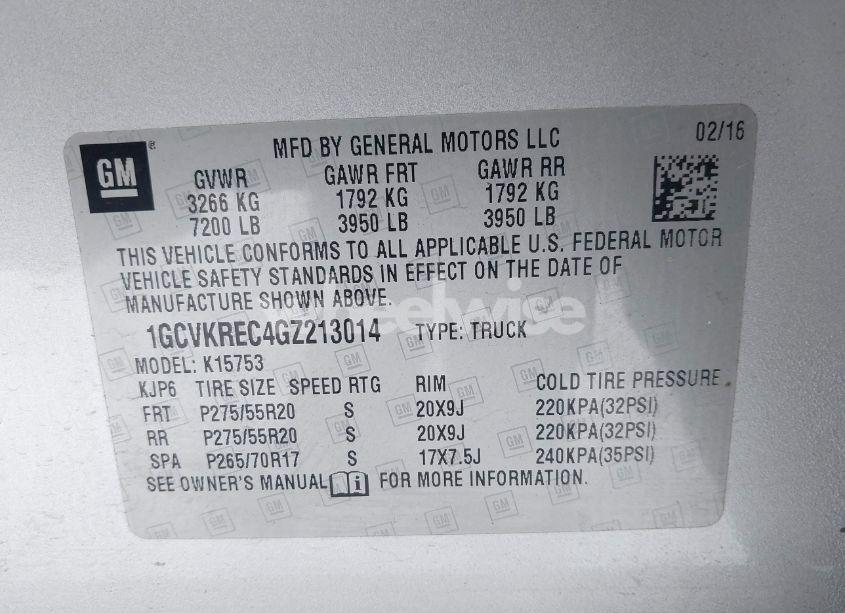 GM
MFD BY GENERAL MOTORS LLC
02/16
GVWR GAWR FRT GAWR RR
3266 KG 1792 KG 1792 KG
7200 LB 3950 LB 3950 LB
THIS VEHICLE CONFORMS TO ALL APPLICABLE U.S. FEDERAL MOTOR
VEHICLE SAFETY STANDARDS IN EFFECT ON THE DATE OF
MANUFACTURE SHOWN ABOVE.
wheelwise
1GCVKREC4GZ213014 TYPE: TRUCK
MODEL: K15753
KJP6 TIRE SIZE SPEED RTG RIM COLD TIRE PRESSURE
FRT P275/55R20 S 20X9J 220KPA(32PSI)
RR P275/55R20 S 20X9J 220KPA(32PSI)
SPA P265/70R17 S 17X7.5J 240KPA(35PSI)
SEE OWNER'S MANUAL FOR MORE INFORMATION.